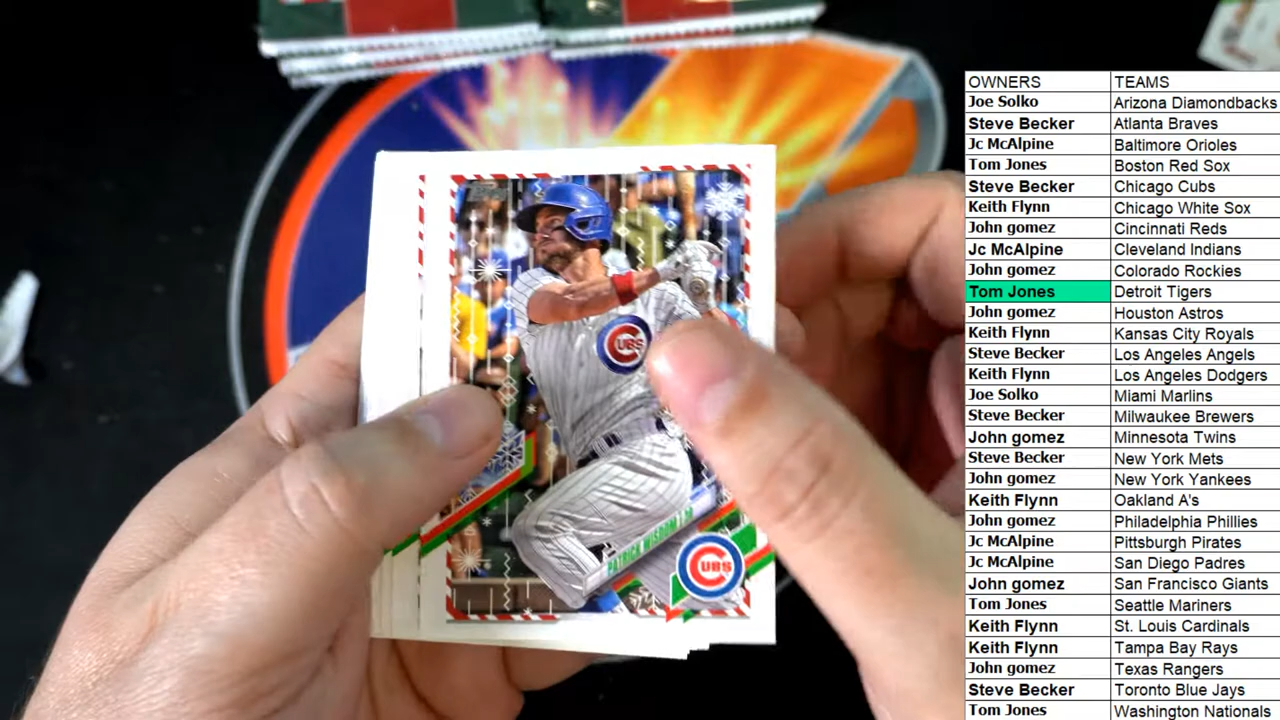 Topps
CUBS
PATRICK WISDOM | 3B
CUBS
OWNERS TEAMS
Joe Solko Arizona Diamondbacks
Steve Becker Atlanta Braves
Jc McAlpine Baltimore Orioles
Tom Jones Boston Red Sox
Steve Becker Chicago Cubs
Keith Flynn Chicago White Sox
John gomez Cincinnati Reds
Jc McAlpine Cleveland Indians
John gomez Colorado Rockies
Tom Jones Detroit Tigers
John gomez Houston Astros
Keith Flynn Kansas City Royals
Steve Becker Los Angeles Angels
Keith Flynn Los Angeles Dodgers
Joe Solko Miami Marlins
Steve Becker Milwaukee Brewers
John gomez Minnesota Twins
Steve Becker New York Mets
John gomez New York Yankees
Keith Flynn Oakland A's
John gomez Philadelphia Phillies
Jc McAlpine Pittsburgh Pirates
Jc McAlpine San Diego Padres
John gomez San Francisco Giants
Tom Jones Seattle Mariners
Keith Flynn St. Louis Cardinals
Keith Flynn Tampa Bay Rays
John gomez Texas Rangers
Steve Becker Toronto Blue Jays
Tom Jones Washington Nationals